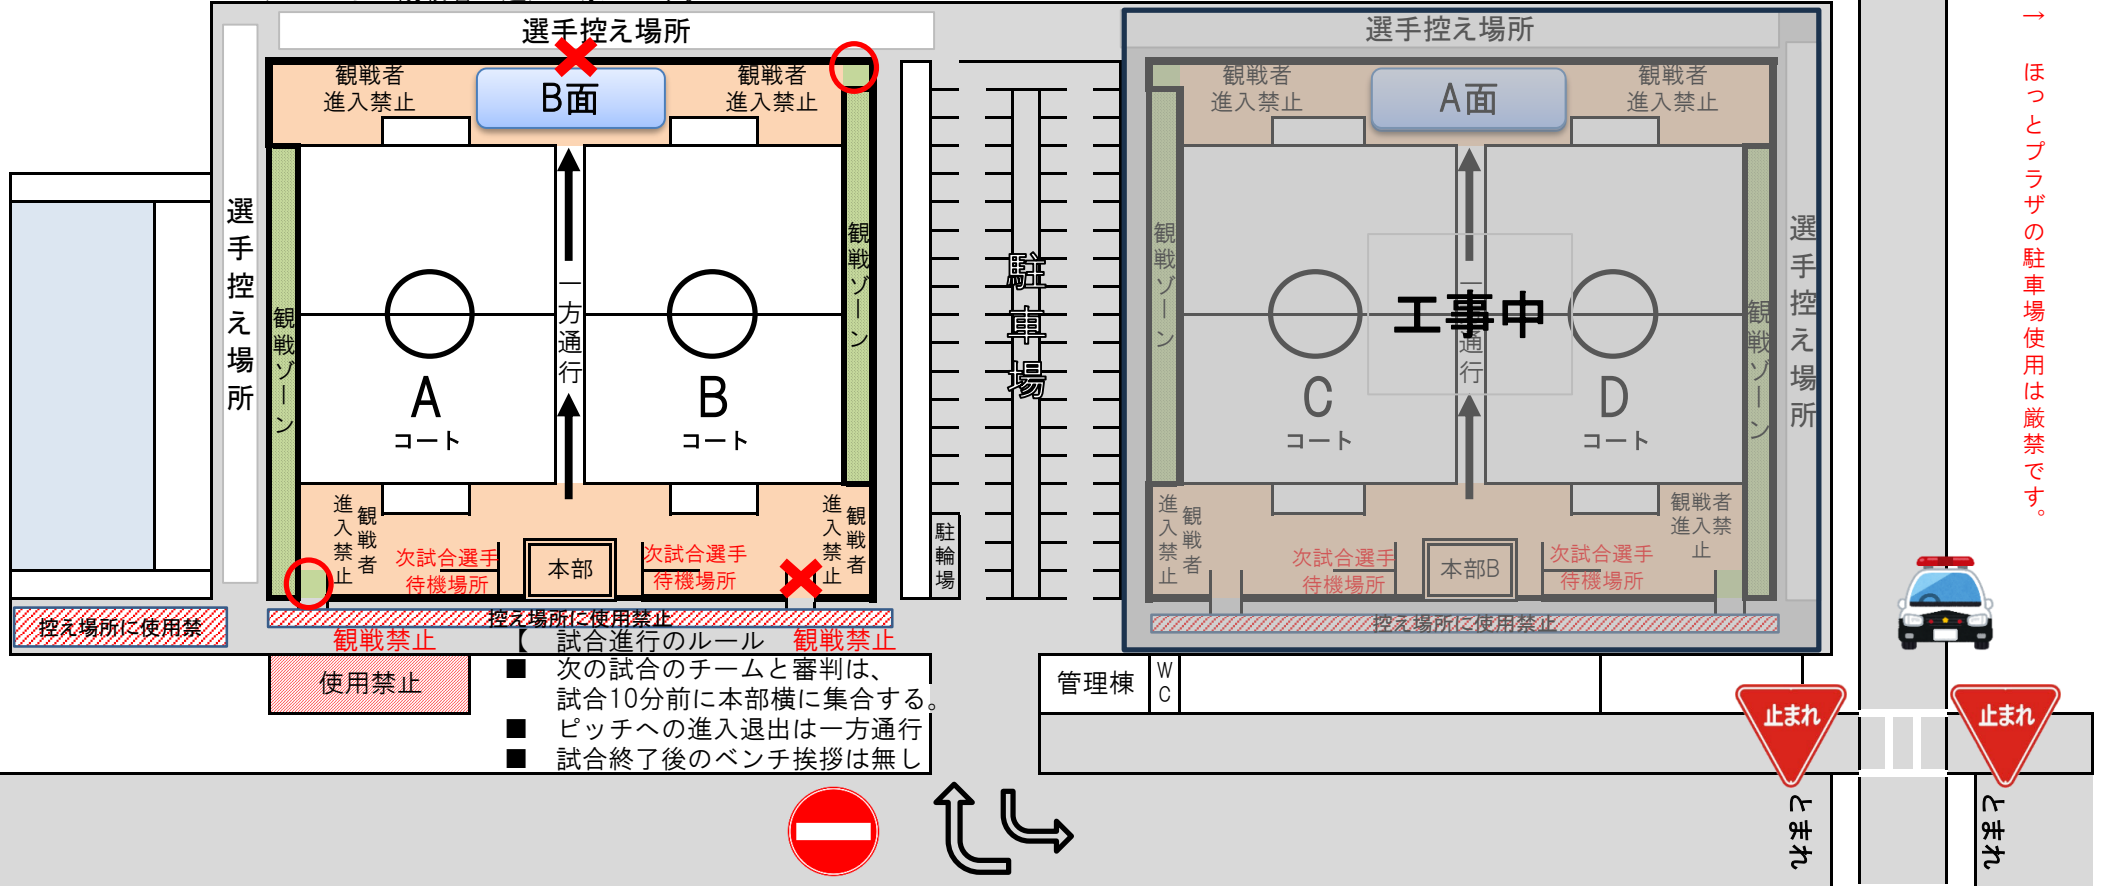 選手控え場所
選手控え場所
観戦者
進入禁止
B面
観戦者
進入禁止
観戦者
進入禁止
A面
観戦者
進入禁止
選手控え場所
観戦ゾーン
一方通行
観戦ゾーン
駐車場
観戦ゾーン
工事中
通行
観戦ゾーン
選手控え場所
A
コート
B
コート
C
コート
D
コート
観戦者
進入禁止
次試合選手
待機場所
本部
次試合選手
待機場所
観戦者
進入禁止
駐輪場
観戦者
進入禁止
次試合選手
待機場所
本部B
次試合選手
待機場所
観戦者
進入禁止
控え場所に使用禁
控え場所に使用禁止
控え場所に使用禁止
観戦禁止
【 試合進行のルール
観戦禁止
使用禁止
■ 次の試合のチームと審判は、
試合10分前に本部横に集合する。
■ ピッチへの進入退出は一方通行
■ 試合終了後のベンチ挨拶は無し
管理棟
WC
止まれ
止まれ
とまれ
とまれ
→ ほっとプラザの駐車場使用は厳禁です。